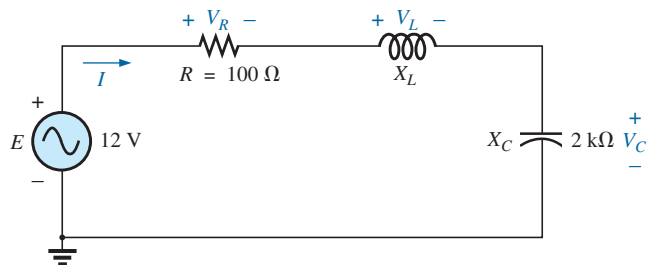 + V_R –
+ V_L –
I
R = 100 Ω
X_L
+
E
12 V
–
X_C
2 kΩ
+
V_C
–